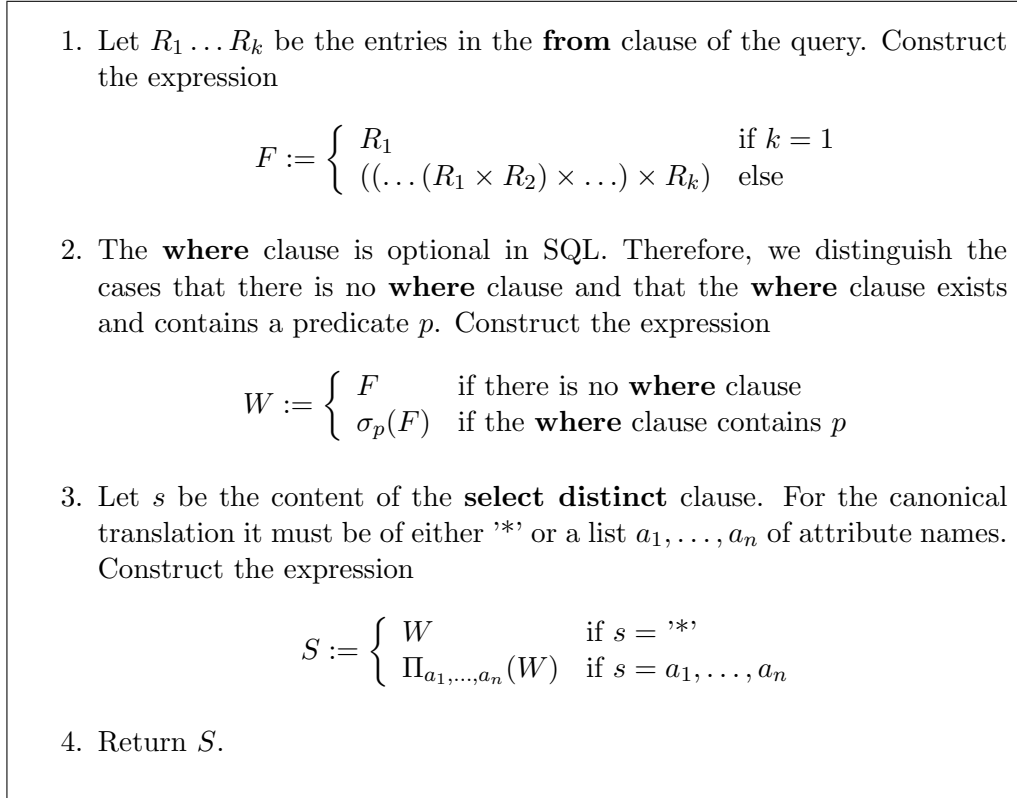 1. Let R₁ … Rₖ be the entries in the from clause of the query. Construct
the expression
F := { R₁ if k = 1
((… (R₁ × R₂) × …) × Rₖ) else
2. The where clause is optional in SQL. Therefore, we distinguish the
cases that there is no where clause and that the where clause exists
and contains a predicate p. Construct the expression
W := { F if there is no where clause
σₚ(F) if the where clause contains p
3. Let s be the content of the select distinct clause. For the canonical
translation it must be of either ’*’ or a list a₁, …, aₙ of attribute names.
Construct the expression
S := { W if s = ’*’
Π_{a₁,…,aₙ}(W) if s = a₁, …, aₙ
4. Return S.